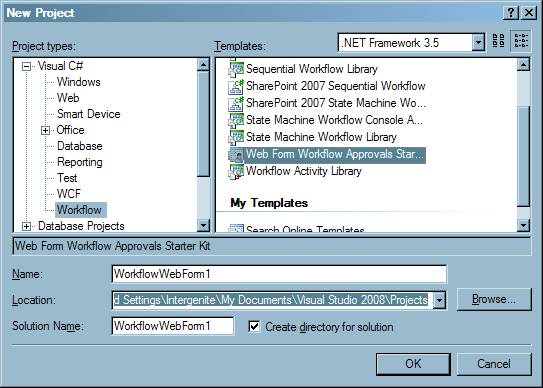 New Project
Project types:
Templates:
.NET Framework 3.5
Visual C#
Windows
Web
Smart Device
Office
Database
Reporting
Test
WCF
Workflow
Database Projects
Sequential Workflow Library
SharePoint 2007 Sequential Workflow
SharePoint 2007 State Machine Wo...
State Machine Workflow Console A...
State Machine Workflow Library
Web Form Workflow Approvals Star...
Workflow Activity Library
My Templates
Search Online Templates
Web Form Workflow Approvals Starter Kit
Name:
WorkflowWebForm1
Location:
d Settings\Intergenite\My Documents\Visual Studio 2008\Projects
Browse...
Solution Name:
WorkflowWebForm1
Create directory for solution
OK
Cancel